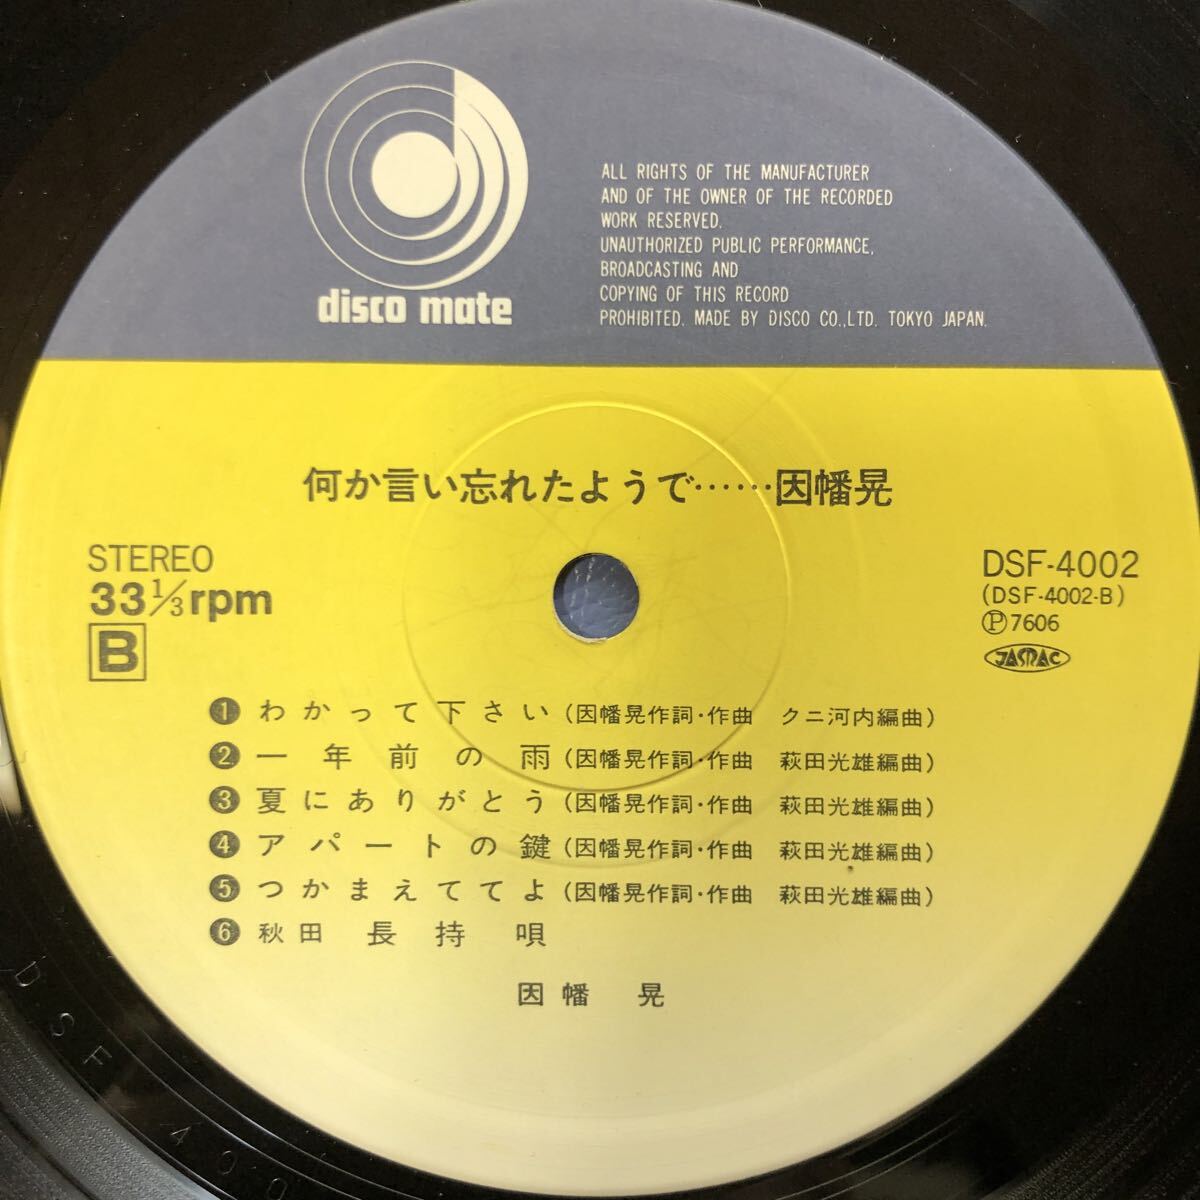 disco mate
ALL RIGHTS OF THE MANUFACTURER
AND OF THE OWNER OF THE RECORDED
WORK RESERVED.
UNAUTHORIZED PUBLIC PERFORMANCE,
BROADCASTING AND
COPYING OF THIS RECORD
PROHIBITED. MADE BY DISCO CO.,LTD. TOKYO JAPAN.
何か言い忘れたようで……因幡晃
STEREO
33 1/3 rpm
B
DSF-4002
(DSF-4002-B)
Ⓟ7606
JASRAC
❶ わかって下さい(因幡晃作詞・作曲 クニ河内編曲)
❷ 一年前の雨(因幡晃作詞・作曲 萩田光雄編曲)
❸ 夏にありがとう(因幡晃作詞・作曲 萩田光雄編曲)
❹ アパートの鍵(因幡晃作詞・作曲 萩田光雄編曲)
❺ つかまえててよ(因幡晃作詞・作曲 萩田光雄編曲)
❻ 秋田長持唄
因幡 晃
DSF-400